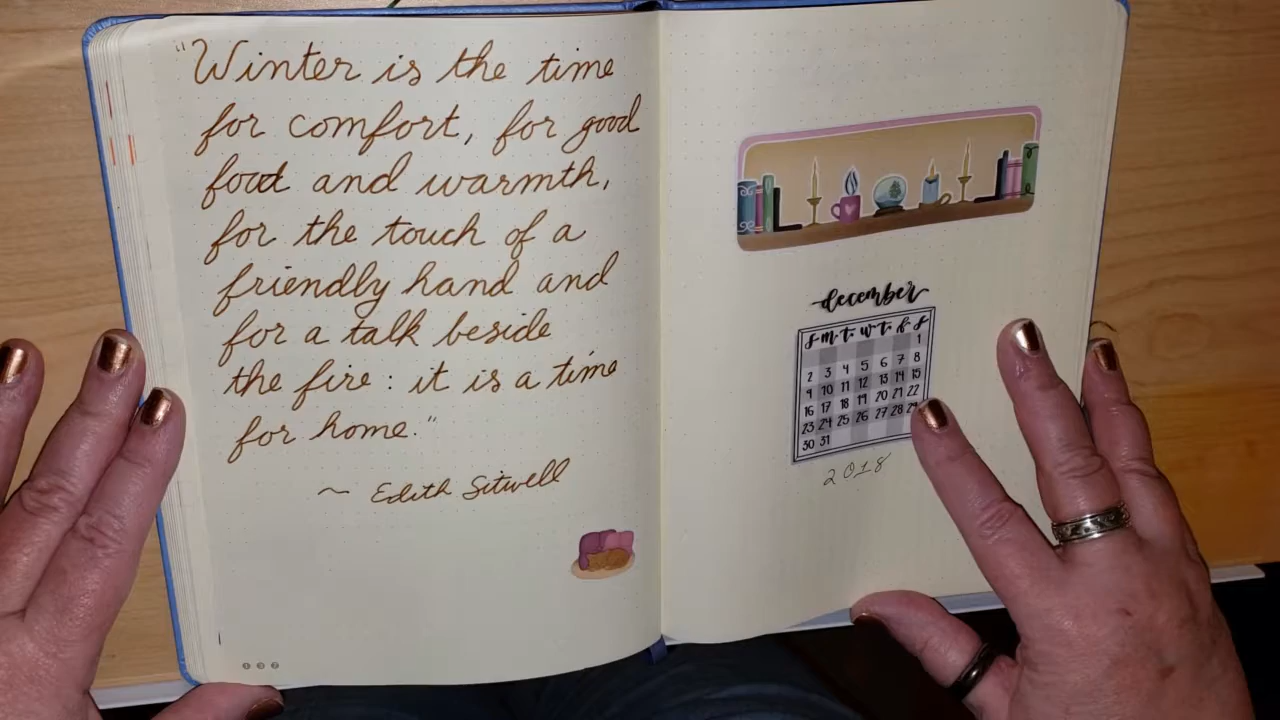 "Winter is the time
for comfort, for good
food and warmth,
for the touch of a
friendly hand and
for a talk beside
the fire: it is a time
for home."
~ Edith Sitwell
december
S M T W T F S
1
2 3 4 5 6 7 8
9 10 11 12 13 14 15
16 17 18 19 20 21 22
23 24 25 26 27 28 29
30 31
2018